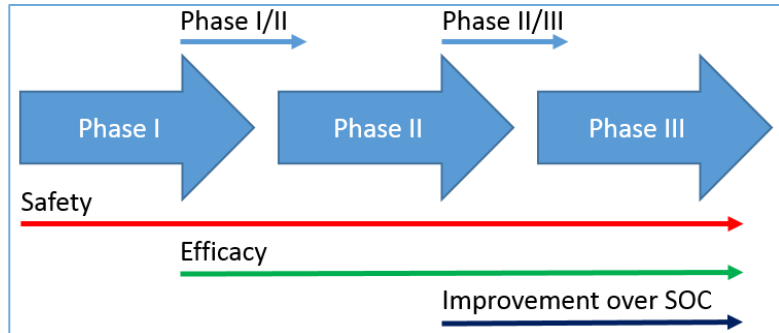 Phase I/II
Phase II/III
Phase I
Phase II
Phase III
Safety
Efficacy
Improvement over SOC